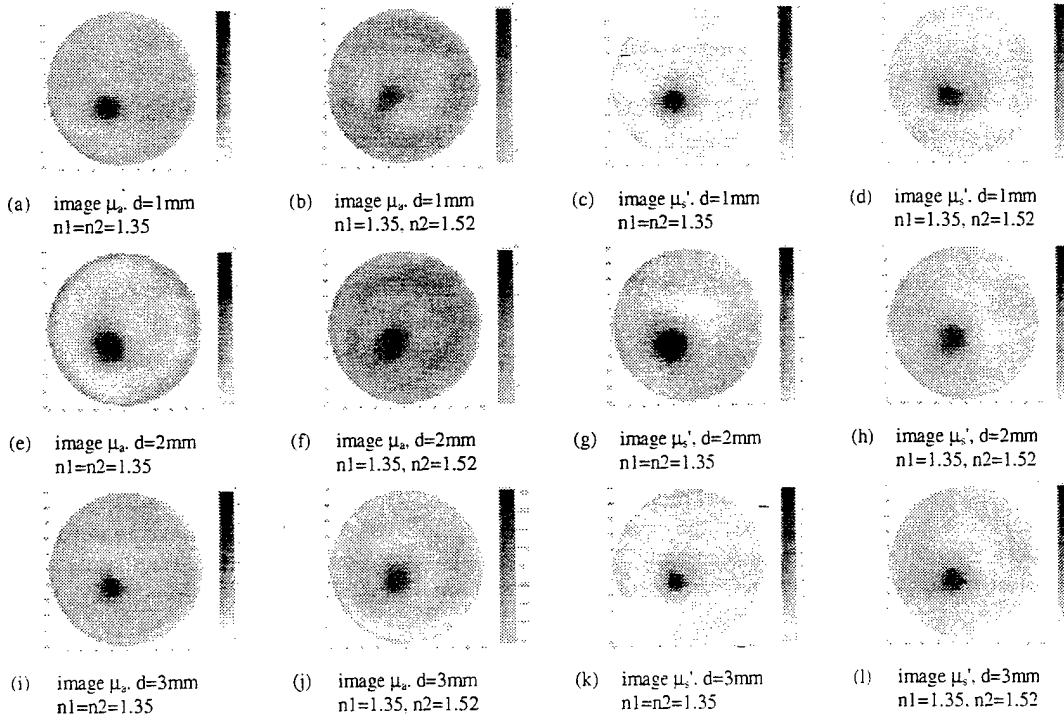 (a) image μₐ. d=1mm
n1=n2=1.35
(b) image μₐ. d=1mm
n1=1.35, n2=1.52
(c) image μₛ'. d=1mm
n1=n2=1.35
(d) image μₛ'. d=1mm
n1=1.35, n2=1.52
(e) image μₐ. d=2mm
n1=n2=1.35
(f) image μₐ, d=2mm
n1=1.35, n2=1.52
(g) image μₛ'. d=2mm
n1=n2=1.35
(h) image μₛ', d=2mm
n1=1.35, n2=1.52
(i) image μₐ. d=3mm
n1=n2=1.35
(j) image μₐ. d=3mm
n1=1.35, n2=1.52
(k) image μₛ'. d=3mm
n1=n2=1.35
(l) image μₛ', d=3mm
n1=1.35, n2=1.52